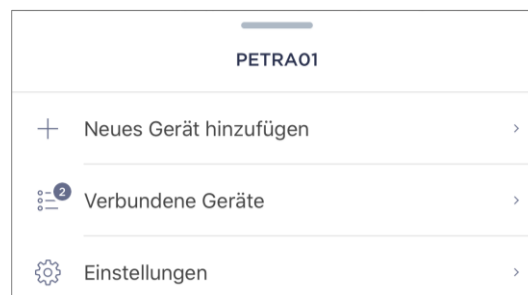 PETRA01
Neues Gerät hinzufügen
2
Verbundene Geräte
Einstellungen